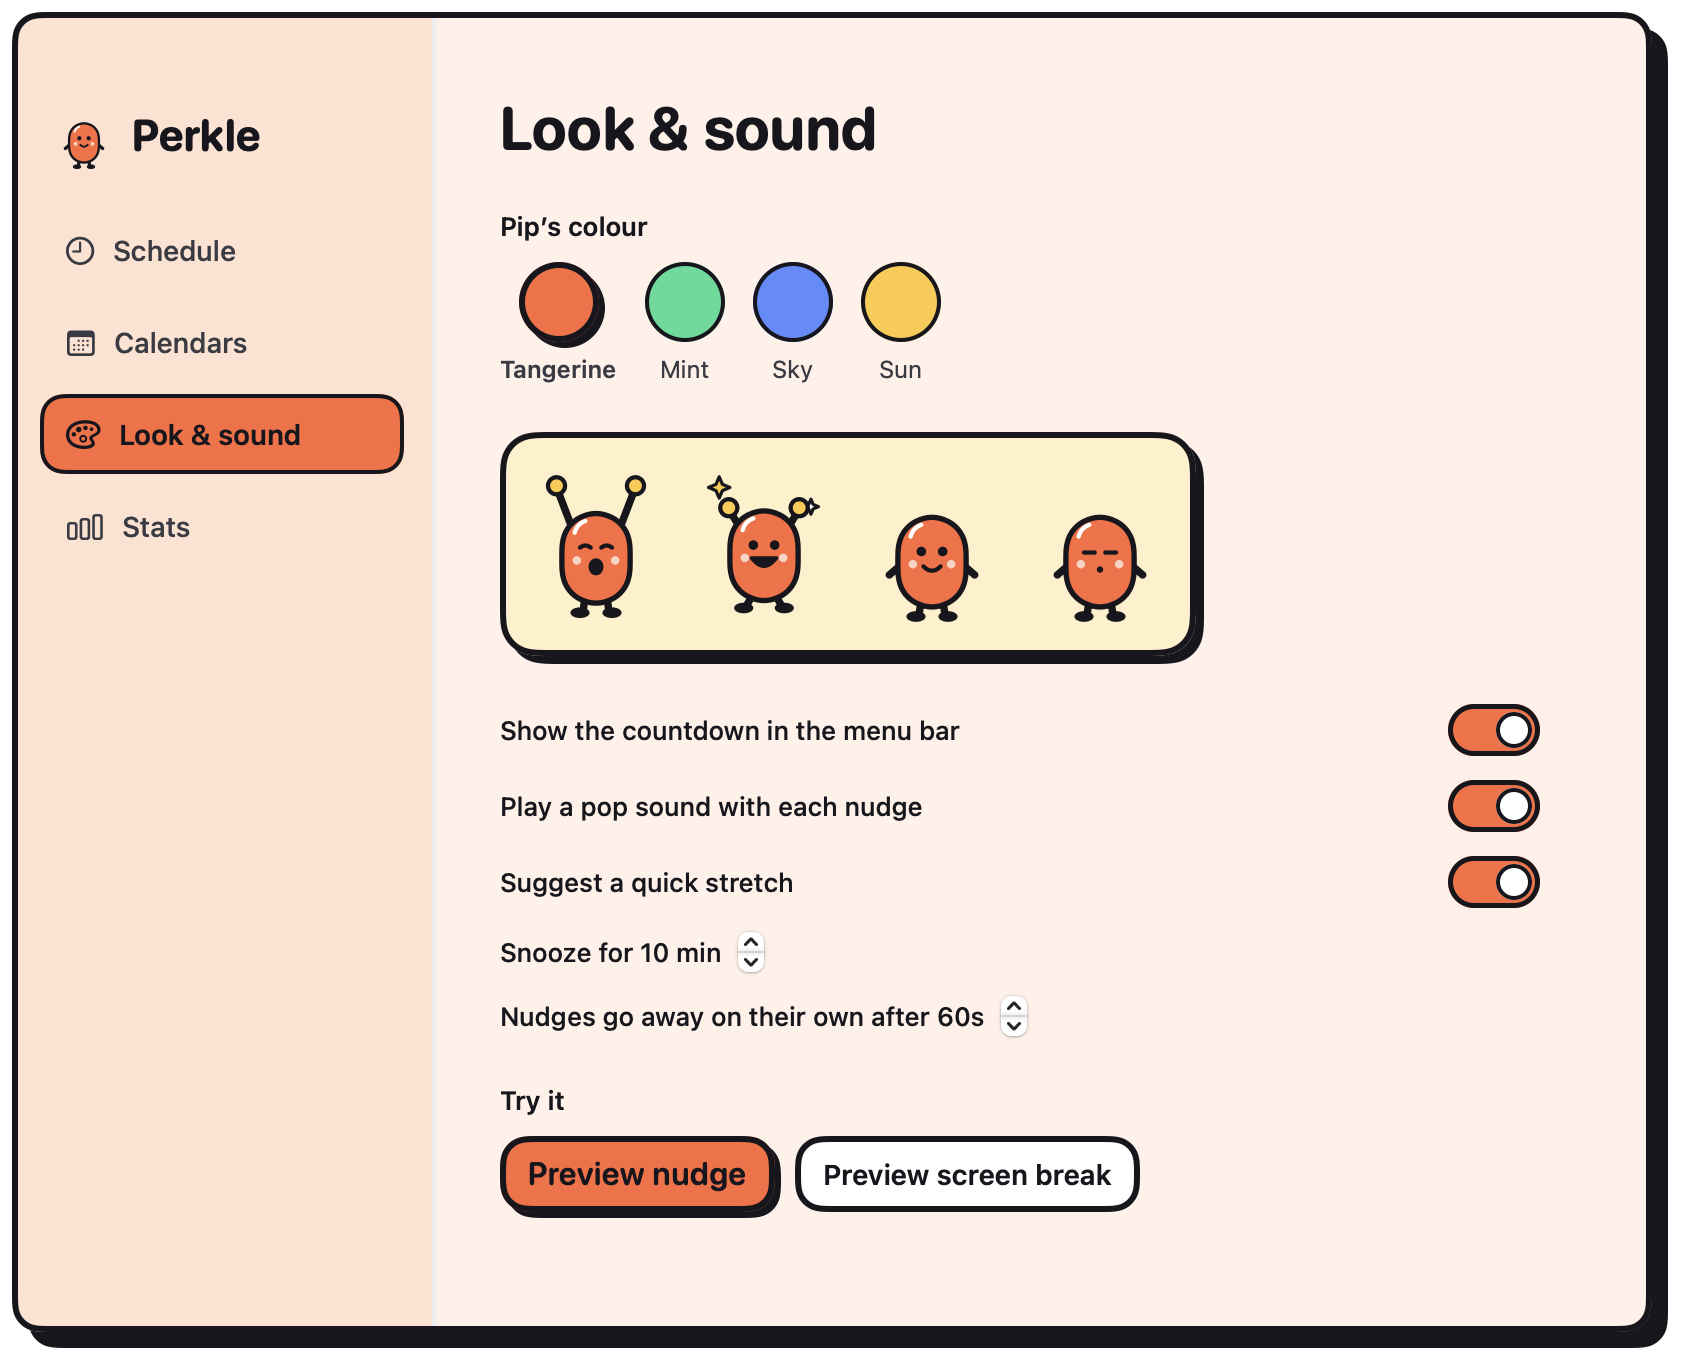 Perkle
Schedule
Calendars
Look & sound
Stats
Look & sound
Pip’s colour
Tangerine
Mint
Sky
Sun
Show the countdown in the menu bar
Play a pop sound with each nudge
Suggest a quick stretch
Snooze for 10 min
Nudges go away on their own after 60s
Try it
Preview nudge
Preview screen break